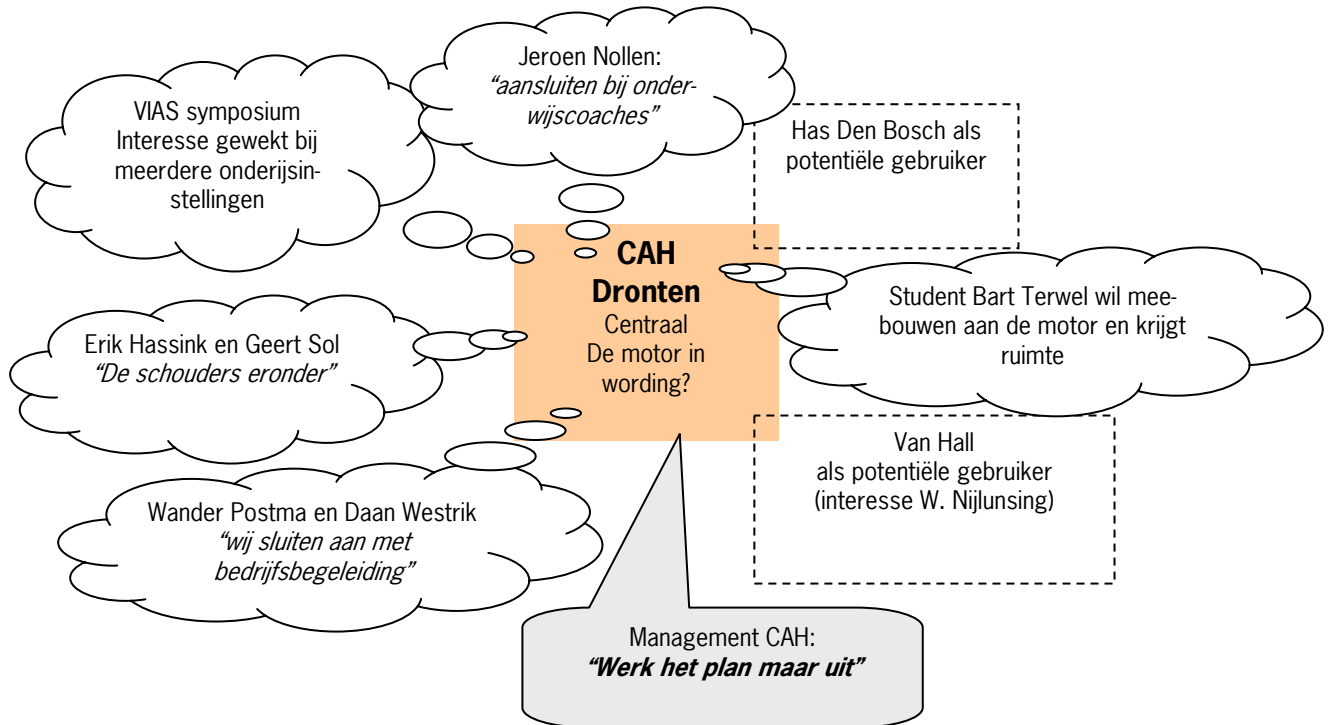 Jeroen Nollen:
“aansluiten bij onder-
wijscoaches”
VIAS symposium
Interesse gewekt bij
meerdere onderijsin-
stellingen
Has Den Bosch als
potentiële gebruiker
CAH
Dronten
Centraal
De motor in
wording?
Student Bart Terwel wil mee-
bouwen aan de motor en krijgt
ruimte
Erik Hassink en Geert Sol
“De schouders eronder”
Van Hall
als potentiële gebruiker
(interesse W. Nijlunsing)
Wander Postma en Daan Westrik
“wij sluiten aan met
bedrijfsbegeleiding”
Management CAH:
“Werk het plan maar uit”